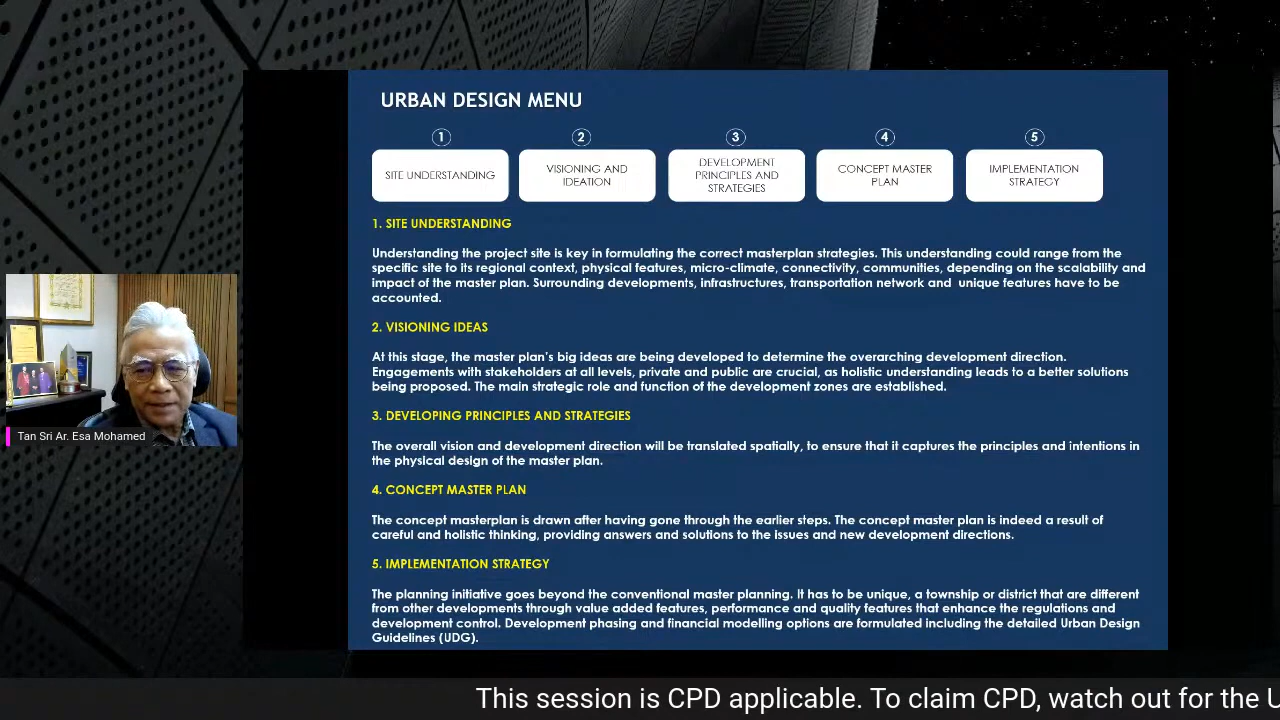 URBAN DESIGN MENU
1
2
3
4
5
SITE UNDERSTANDING
VISIONING AND
IDEATION
DEVELOPMENT
PRINCIPLES AND
STRATEGIES
CONCEPT MASTER
PLAN
IMPLEMENTATION
STRATEGY
1. SITE UNDERSTANDING
Understanding the project site is key in formulating the correct masterplan strategies. This understanding could range from the
specific site to its regional context, physical features, micro-climate, connectivity, communities, depending on the scalability and
impact of the master plan. Surrounding developments, infrastructures, transportation network and unique features have to be
accounted.
2. VISIONING IDEAS
At this stage, the master plan's big ideas are being developed to determine the overarching development direction.
Engagements with stakeholders at all levels, private and public are crucial, as holistic understanding leads to a better solutions
being proposed. The main strategic role and function of the development zones are established.
3. DEVELOPING PRINCIPLES AND STRATEGIES
The overall vision and development direction will be translated spatially, to ensure that it captures the principles and intentions in
the physical design of the master plan.
4. CONCEPT MASTER PLAN
The concept masterplan is drawn after having gone through the earlier steps. The concept master plan is indeed a result of
careful and holistic thinking, providing answers and solutions to the issues and new development directions.
5. IMPLEMENTATION STRATEGY
The planning initiative goes beyond the conventional master planning. It has to be unique, a township or district that are different
from other developments through value added features, performance and quality features that enhance the regulations and
development control. Development phasing and financial modelling options are formulated including the detailed Urban Design
Guidelines (UDG).
Tan Sri Ar. Esa Mohamed
This session is CPD applicable. To claim CPD, watch out for the U